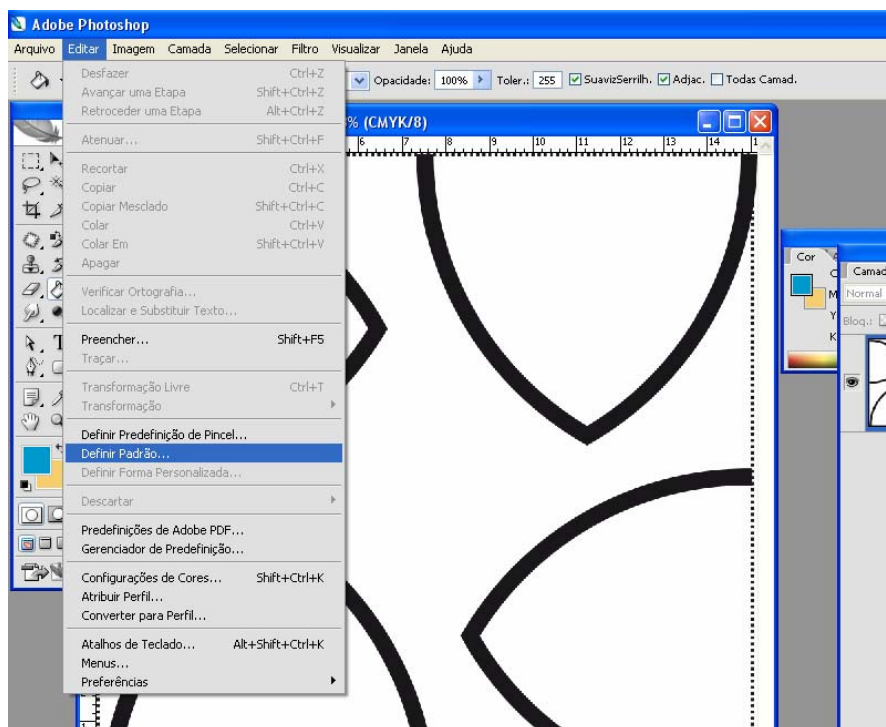 Adobe Photoshop
Arquivo Editar Imagem Camada Selecionar Filtro Visualizar Janela Ajuda
Opacidade: 100% Toler.: 255 SuavizSerrilh. Adjac. Todas Camad.
Desfazer Ctrl+Z
Avançar uma Etapa Shift+Ctrl+Z
Retroceder uma Etapa Alt+Ctrl+Z
Atenuar... Shift+Ctrl+F
Recortar Ctrl+X
Copiar Ctrl+C
Copiar Mesclado Shift+Ctrl+C
Colar Ctrl+V
Colar Em Shift+Ctrl+V
Apagar
Verificar Ortografia...
Localizar e Substituir Texto...
Preencher... Shift+F5
Traçar...
Transformação Livre Ctrl+T
Transformação
Definir Predefinição de Pincel...
Definir Padrão...
Definir Forma Personalizada...
Descartar
Predefinições de Adobe PDF...
Gerenciador de Predefinição...
Configurações de Cores... Shift+Ctrl+K
Atribuir Perfil...
Converter para Perfil...
Atalhos de Teclado... Alt+Shift+Ctrl+K
Menus...
Preferências
% (CMYK/8)
6 7 8 9 10 11 12 13 14 1
Cor
C
M
Y
K
Camad
Normal
Bloq.: